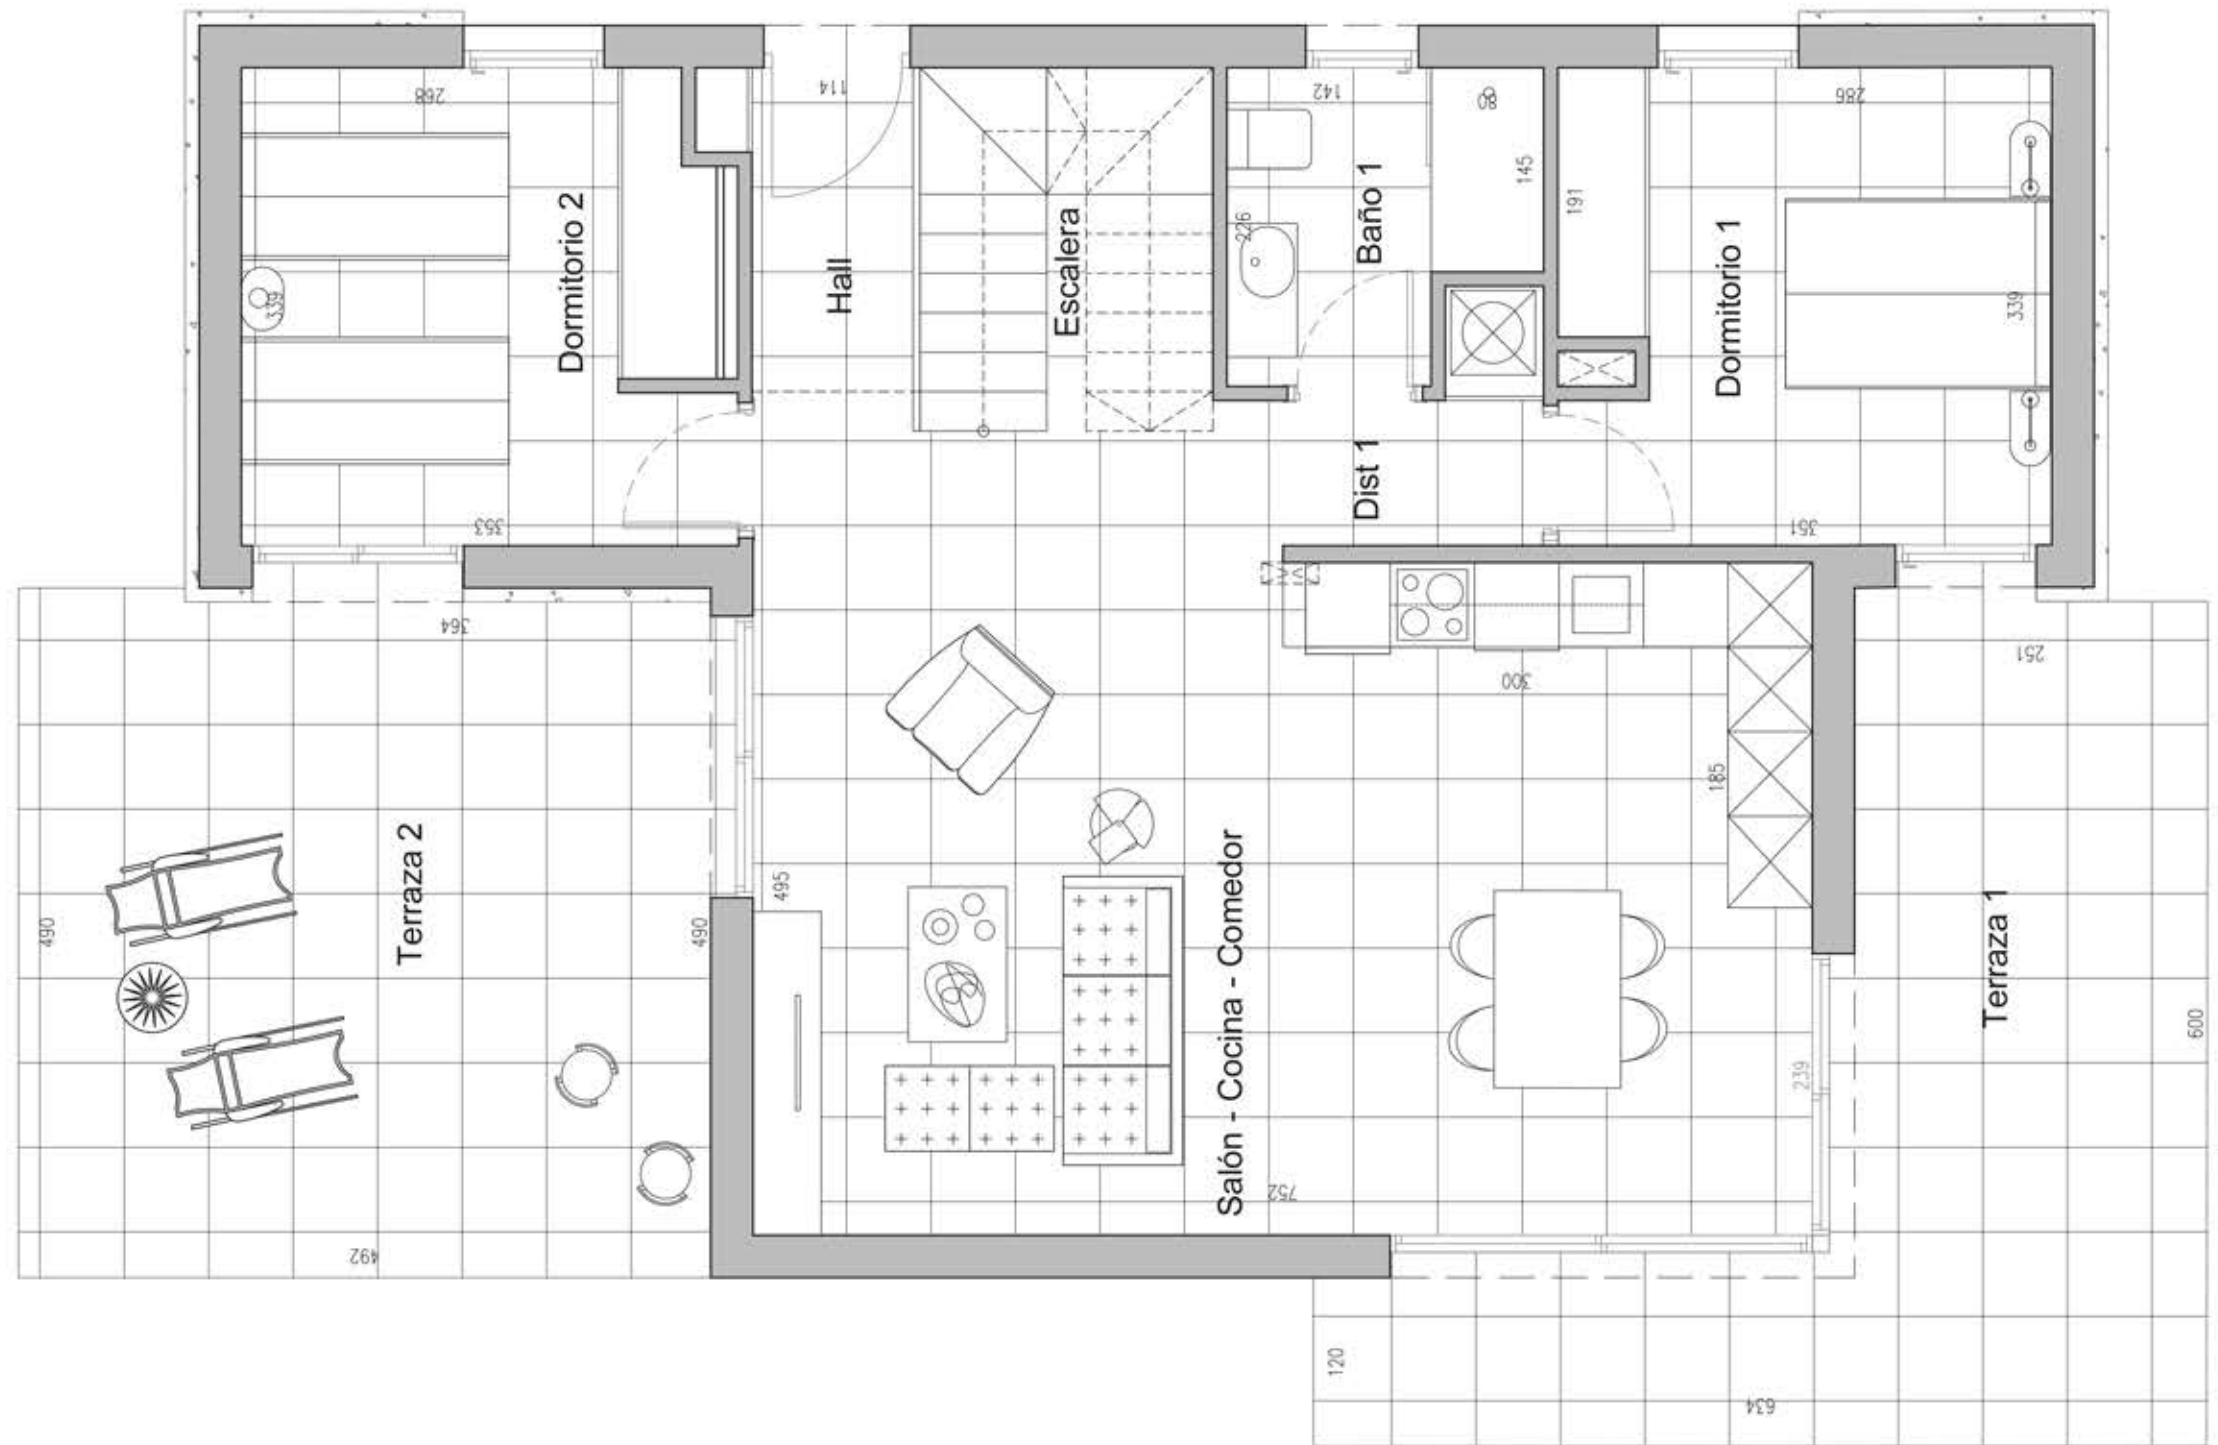 268
114
142
80
286
145
191
226
339
339
Dormitorio 2
Hall
Escalera
Baño 1
Dormitorio 1
353
Dist 1
351
364
251
300
185
495
490
490
Terraza 2
Salón - Cocina - Comedor
Terraza 1
600
239
752
492
120
634